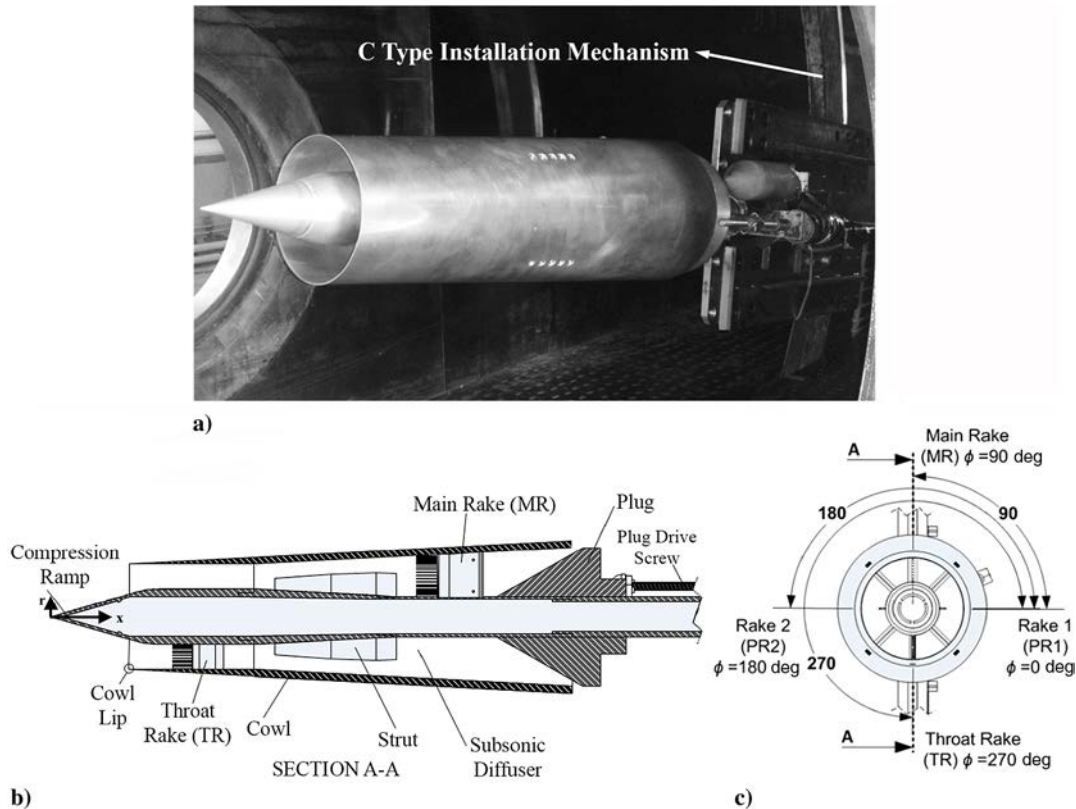 C Type Installation Mechanism
a)
Compression
Ramp
r
x
Cowl
Lip
Throat
Rake (TR)
Cowl
SECTION A-A
Strut
Subsonic
Diffuser
Main Rake (MR)
Plug
Plug Drive
Screw
b)
A
Main Rake
(MR) ϕ =90 deg
180
90
Rake 2
(PR2)
ϕ =180 deg
270
Rake 1
(PR1)
ϕ =0 deg
A
Throat Rake
(TR) ϕ =270 deg
c)